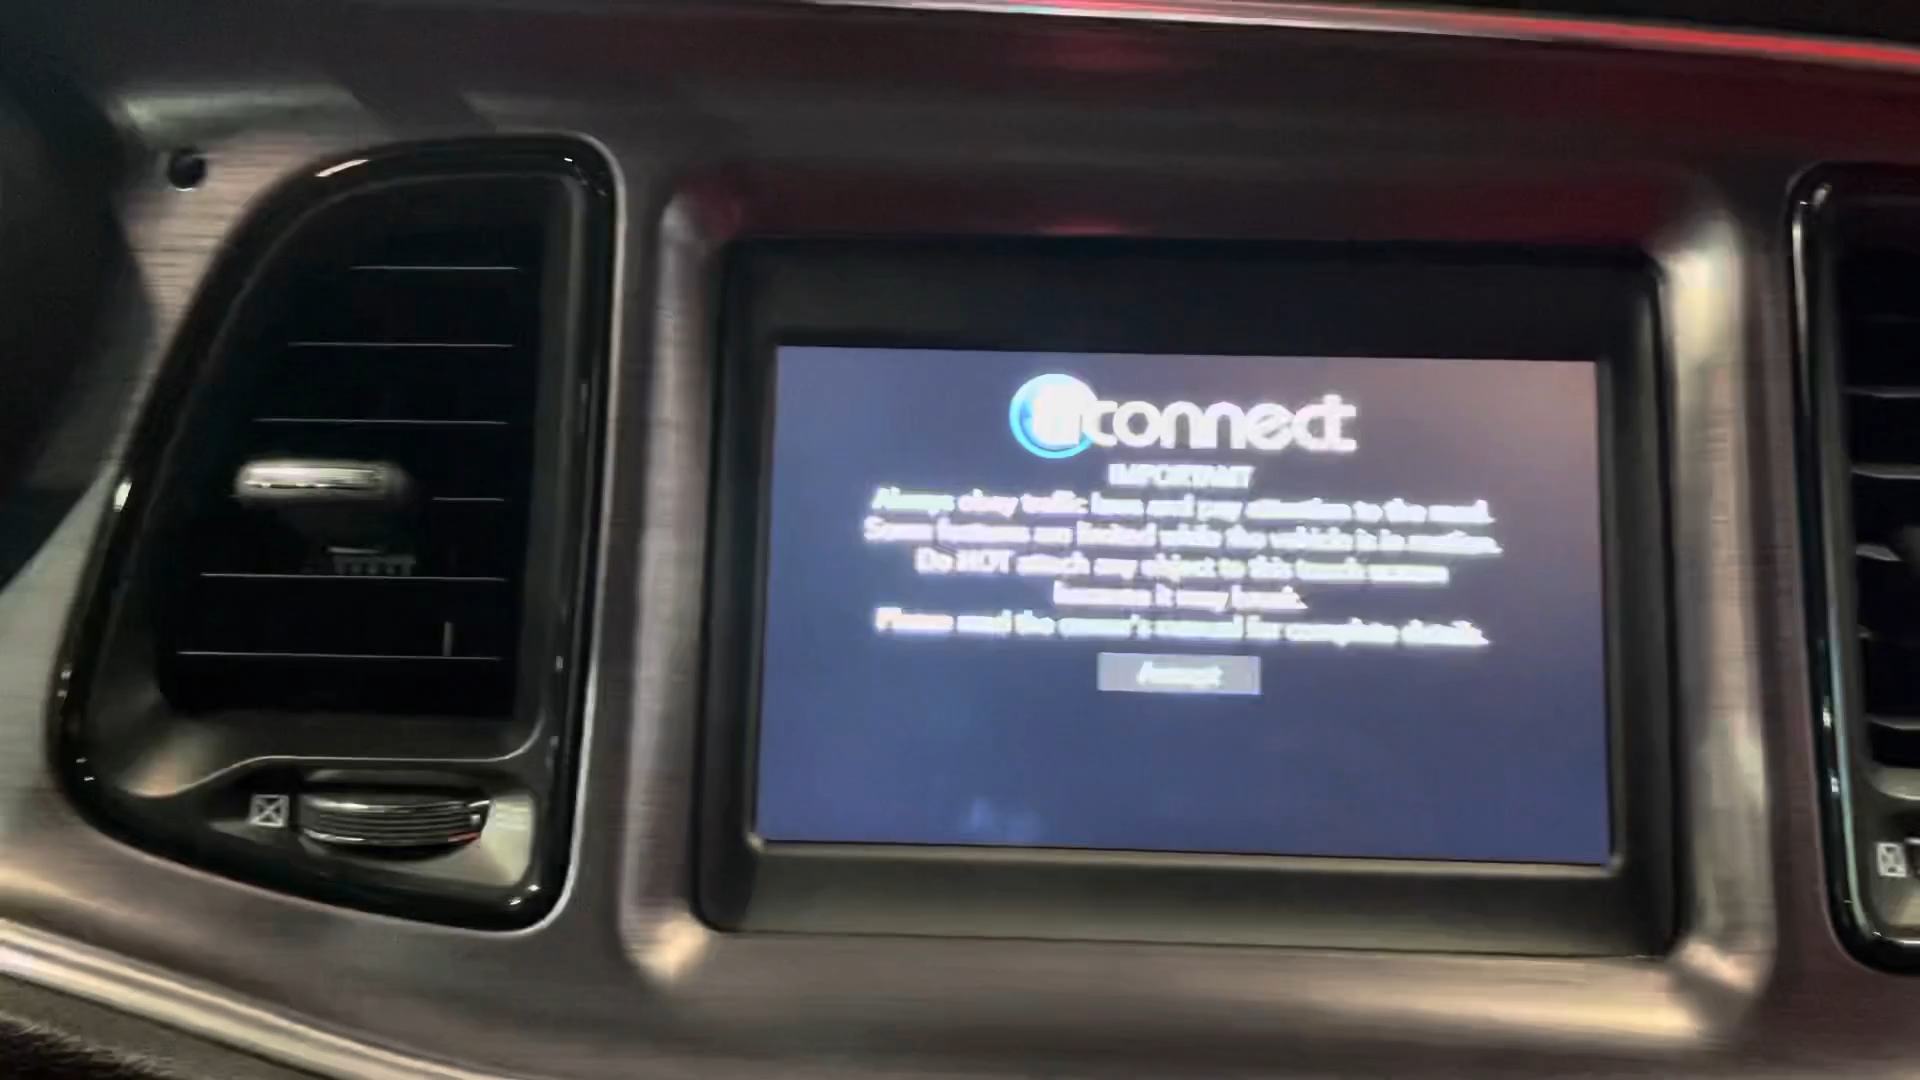 uconnect
IMPORTANT
Always obey traffic laws and pay attention to the road.
Some features are limited while the vehicle is in motion.
Do NOT attach any object to this touch screen
because it may break.
Please read the owner's manual for complete details.
Accept